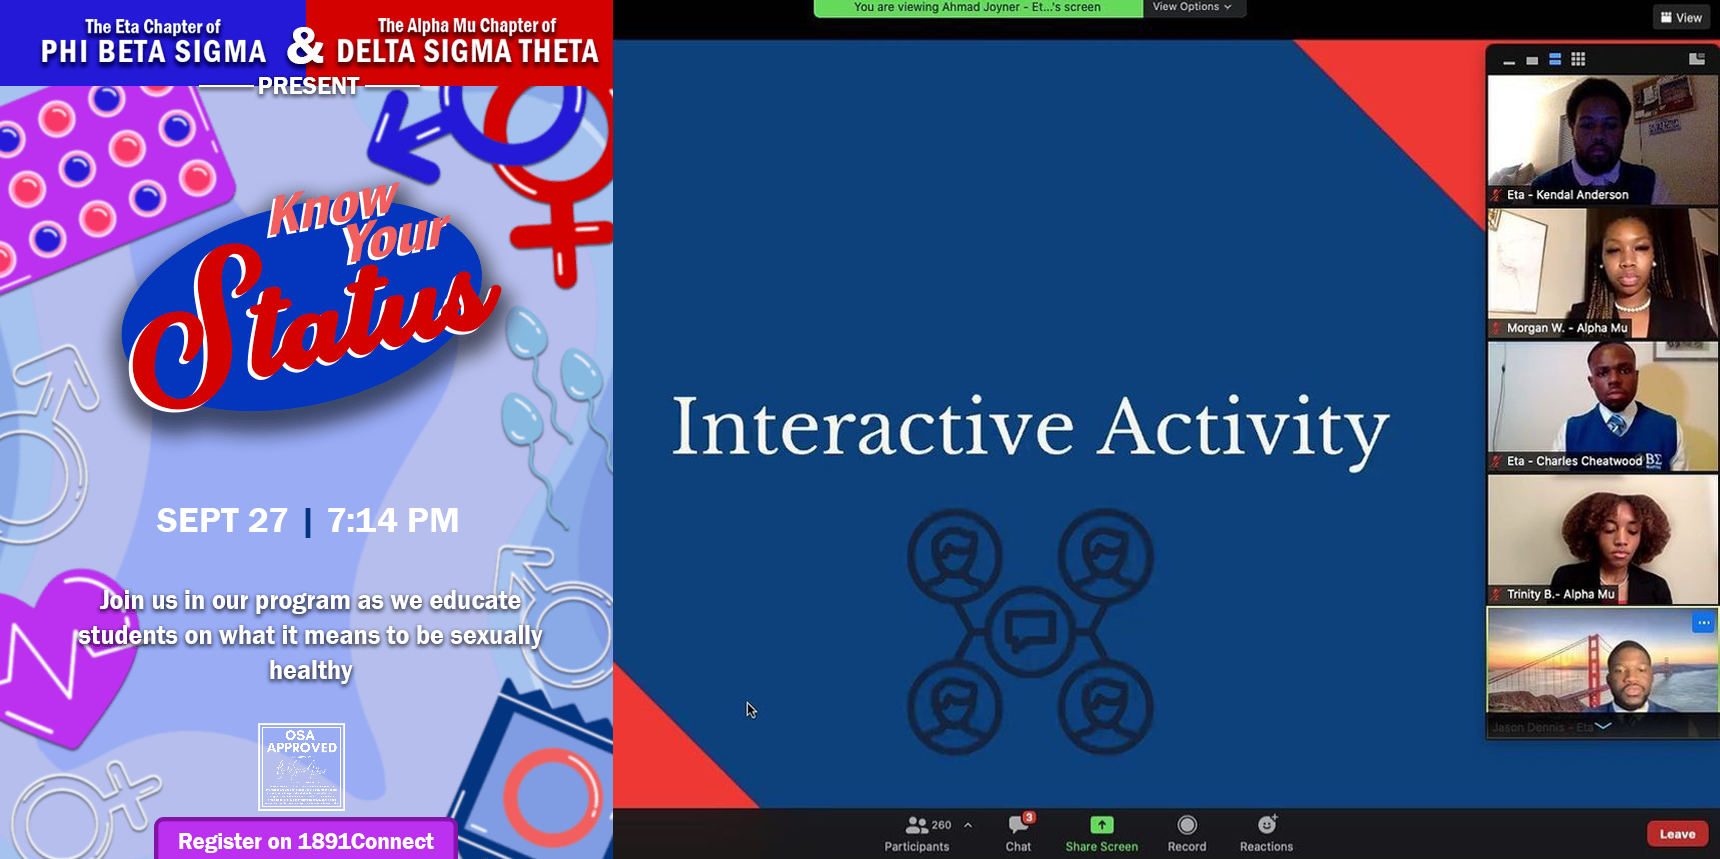 The Eta Chapter of
PHI BETA SIGMA
&
The Alpha Mu Chapter of
DELTA SIGMA THETA
PRESENT
Know
Your
Status
SEPT 27 | 7:14 PM
Join us in our program as we educate
students on what it means to be sexually
healthy
OSA
APPROVED
Register on 1891Connect
You are viewing Ahmad Joyner - Et...'s screen
View Options
View
Interactive Activity
Eta - Kendal Anderson
Morgan W. - Alpha Mu
Eta - Charles Cheatwood
ΒΣ
Trinity B.- Alpha Mu
Jason Dennis - Eta
260
Participants
3
Chat
Share Screen
Record
Reactions
Leave